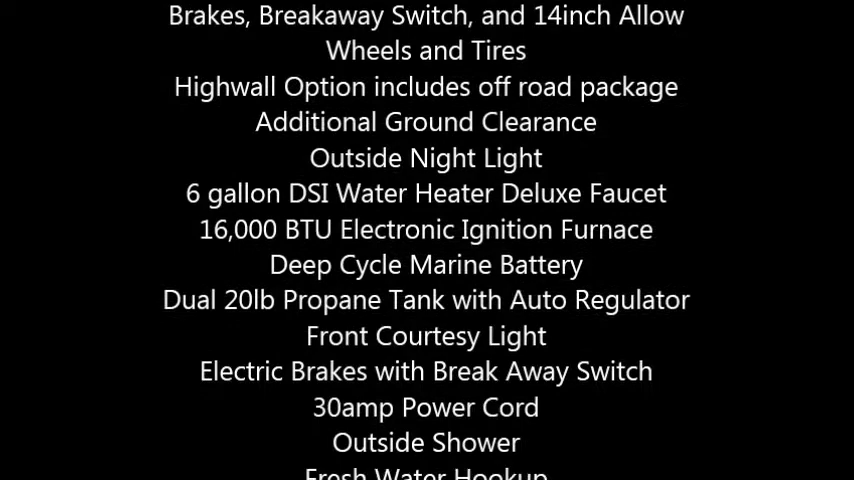 Brakes, Breakaway Switch, and 14inch Allow
Wheels and Tires
Highwall Option includes off road package
Additional Ground Clearance
Outside Night Light
6 gallon DSI Water Heater Deluxe Faucet
16,000 BTU Electronic Ignition Furnace
Deep Cycle Marine Battery
Dual 20lb Propane Tank with Auto Regulator
Front Courtesy Light
Electric Brakes with Break Away Switch
30amp Power Cord
Outside Shower
Fresh Water Hookup